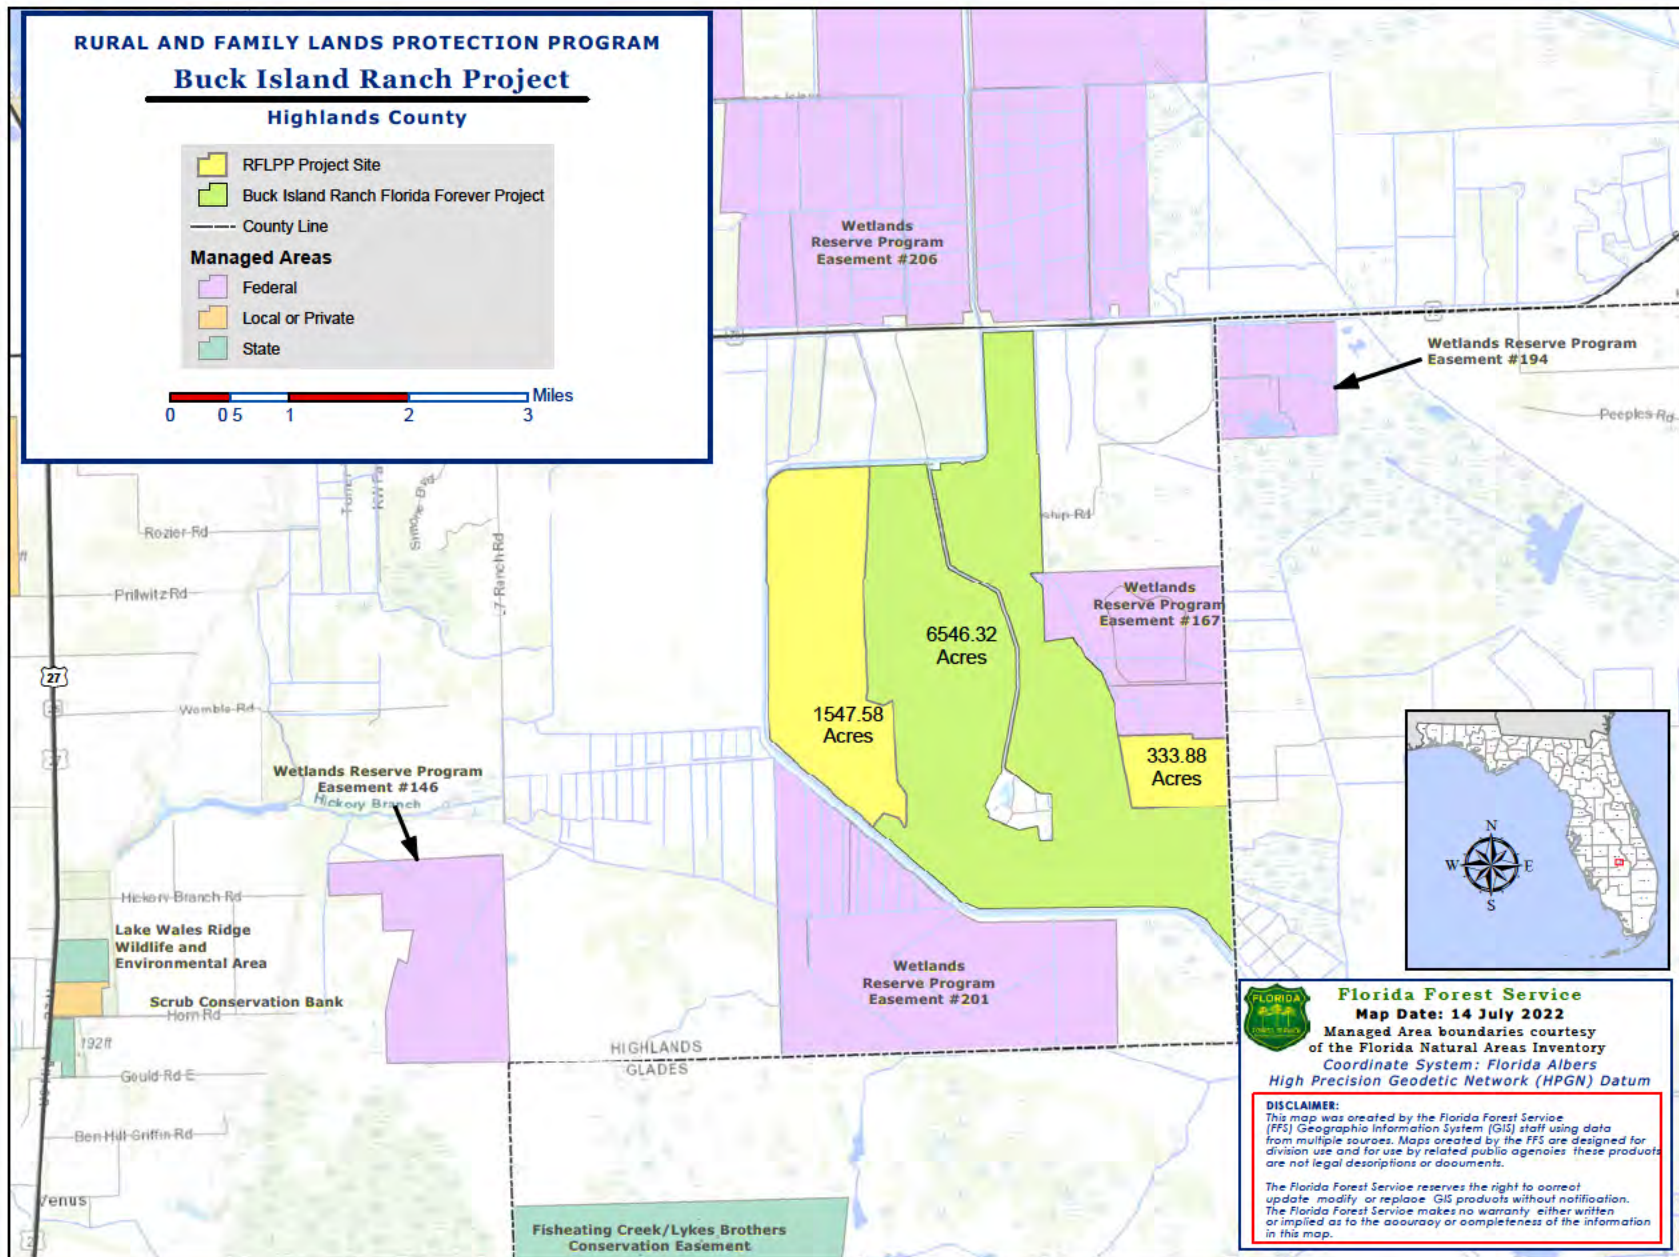 RURAL AND FAMILY LANDS PROTECTION PROGRAM
Buck Island Ranch Project
Highlands County
RFLPP Project Site
Buck Island Ranch Florida Forever Project
County Line
Managed Areas
Federal
Local or Private
State
0 0 5 1 2 3 Miles
Wetlands
Reserve Program
Easement #206
Wetlands Reserve Program
Easement #194
Peeples Rd
ship Rd
Rozier Rd
Simone Blvd
27 Ranch Rd
Prillwitz Rd
ft
Wetlands
Reserve Program
Easement #167
6546.32
Acres
27
Womble Rd
27
1547.58
Acres
333.88
Acres
Wetlands Reserve Program
Easement #146
Hickory Branch
Hickory Branch Rd
Lake Wales Ridge
Wildlife and
Environmental Area
Scrub Conservation Bank
Horn Rd
192ft
Gould Rd E
Ben Hill Griffin Rd
Venus
Wetlands
Reserve Program
Easement #201
HIGHLANDS
GLADES
Fisheating Creek/Lykes Brothers
Conservation Easement
N
W E
S
FLORIDA
FOREST SERVICE
Florida Forest Service
Map Date: 14 July 2022
Managed Area boundaries courtesy
of the Florida Natural Areas Inventory
Coordinate System: Florida Albers
High Precision Geodetic Network (HPGN) Datum
DISCLAIMER:
This map was created by the Florida Forest Service
(FFS) Geographic Information System (GIS) staff using data
from multiple sources. Maps created by the FFS are designed for
division use and for use by related public agencies these products
are not legal descriptions or documents.
The Florida Forest Service reserves the right to correct
update modify or replace GIS products without notification.
The Florida Forest Service makes no warranty either written
or implied as to the accuracy or completeness of the information
in this map.